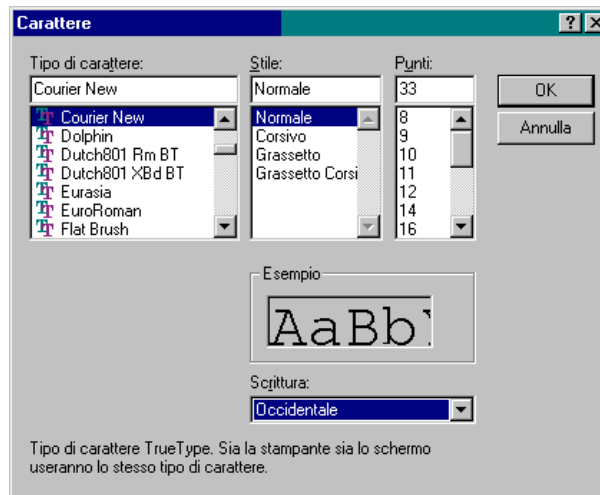 Carattere
Tipo di carattere:
Courier New
Courier New
Dolphin
Dutch801 Rm BT
Dutch801 XBd BT
Eurasia
EuroRoman
Flat Brush
Stile:
Normale
Normale
Corsivo
Grassetto
Grassetto Corsi
Punti:
33
8
9
10
11
12
14
16
OK
Annulla
Esempio
AaBb
Scrittura:
Occidentale
Tipo di carattere TrueType. Sia la stampante sia lo schermo
useranno lo stesso tipo di carattere.